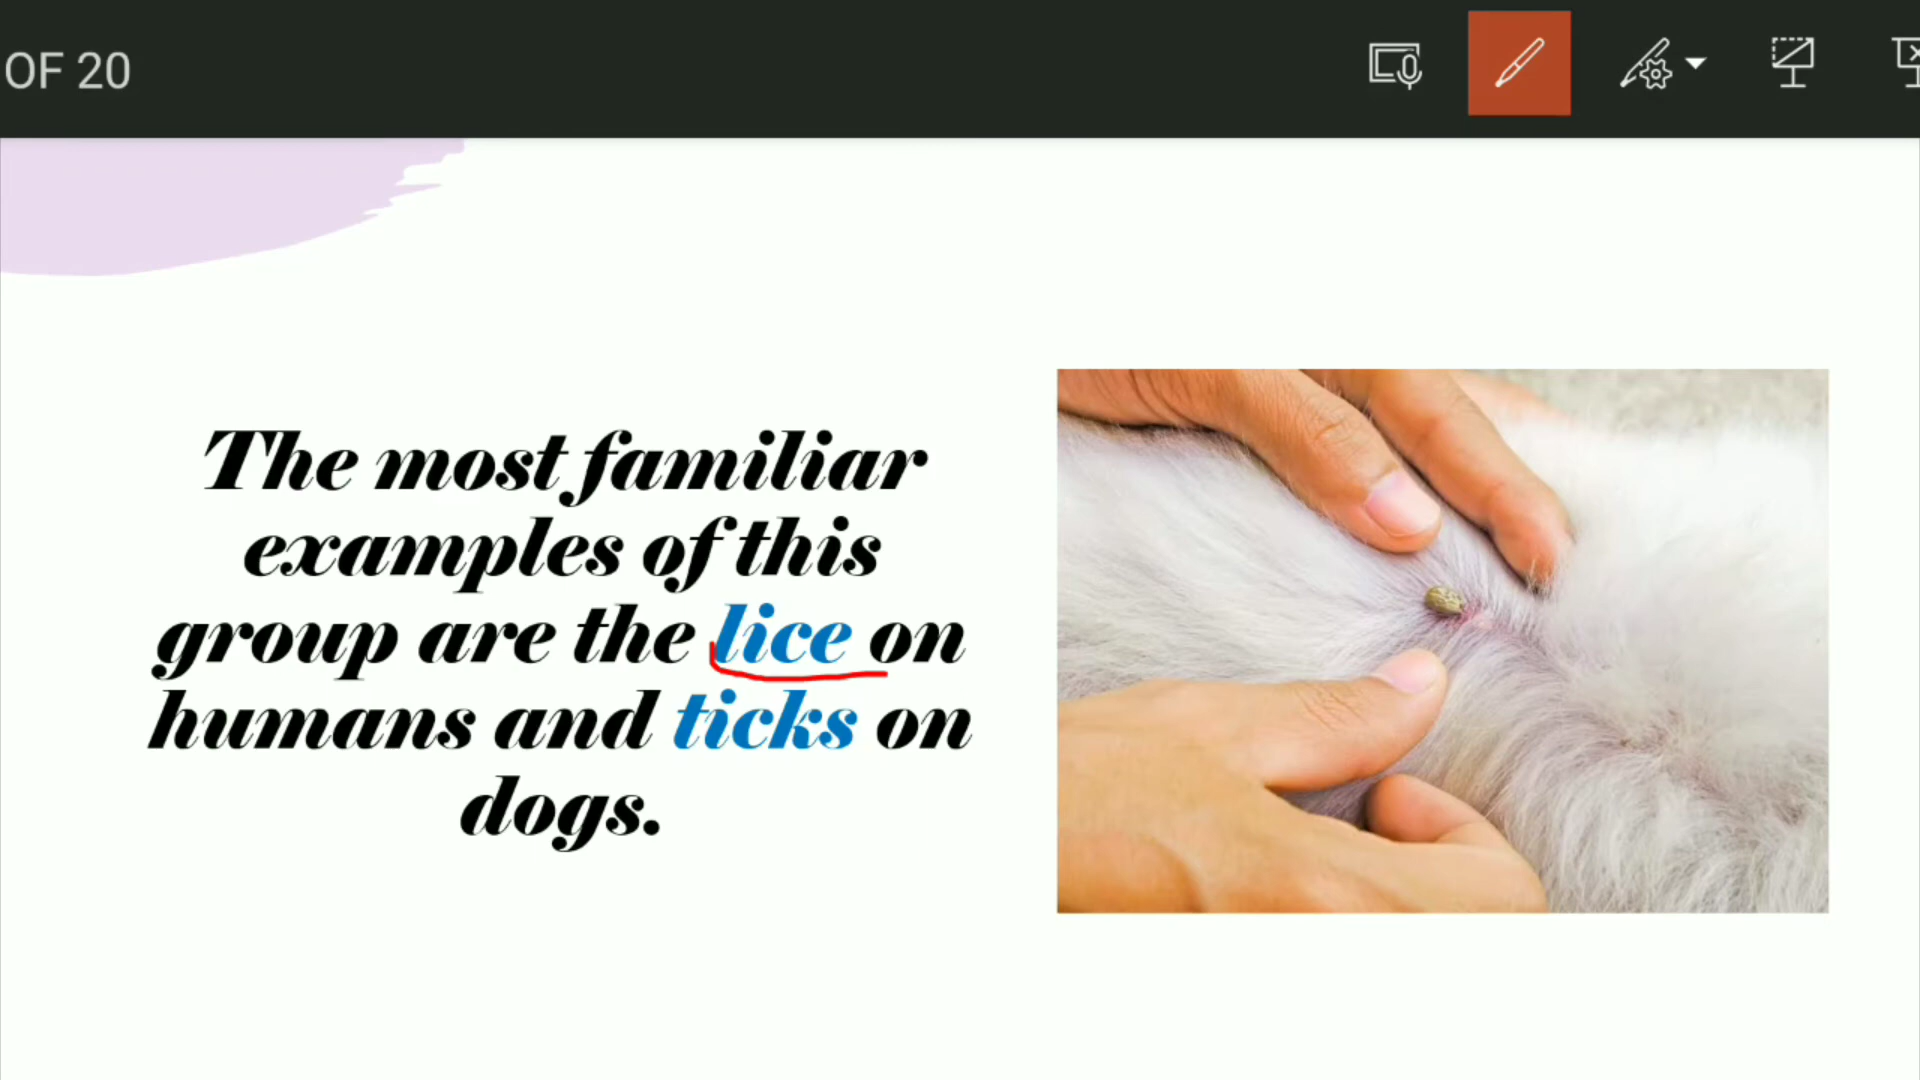 OF 20
The most familiar
examples of this
group are the lice on
humans and ticks on
dogs.